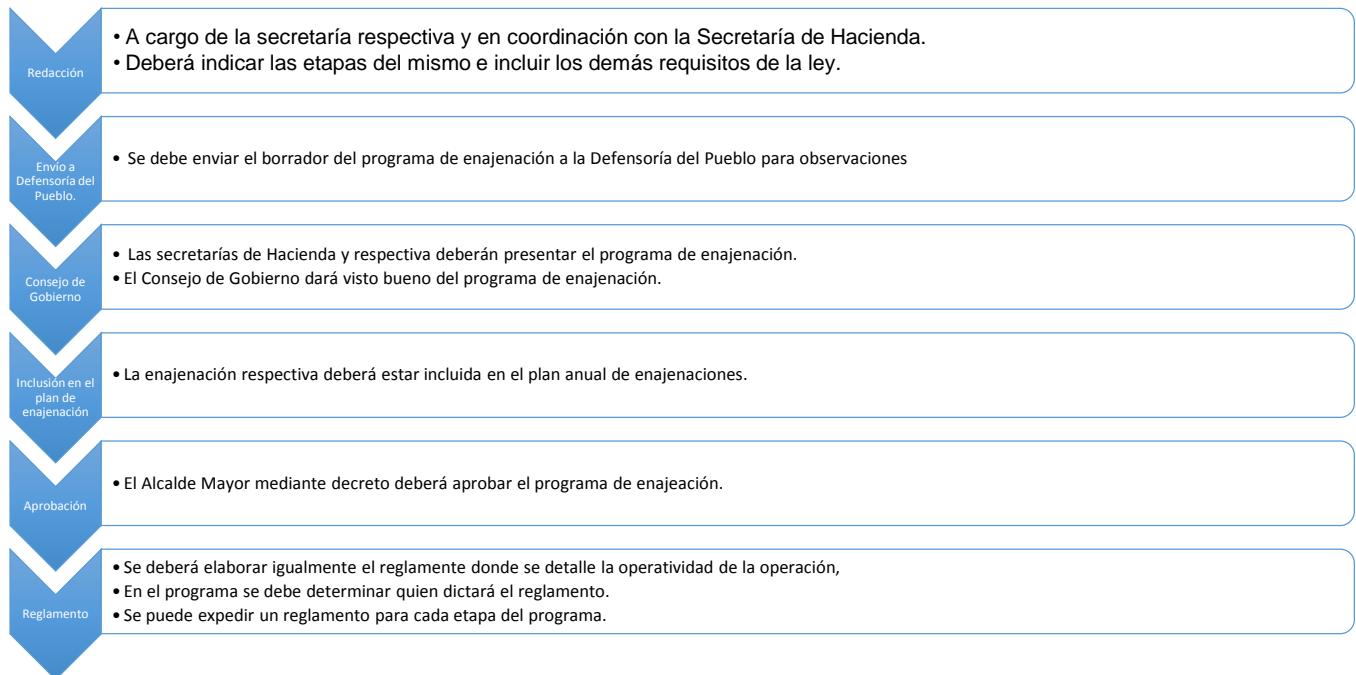 Redacción
• A cargo de la secretaría respectiva y en coordinación con la Secretaría de Hacienda.
• Deberá indicar las etapas del mismo e incluir los demás requisitos de la ley.
Envío a
Defensoría del
Pueblo.
• Se debe enviar el borrador del programa de enajenación a la Defensoría del Pueblo para observaciones
Consejo de
Gobierno
• Las secretarías de Hacienda y respectiva deberán presentar el programa de enajenación.
• El Consejo de Gobierno dará visto bueno del programa de enajenación.
Inclusión en el
plan de
enajenación
• La enajenación respectiva deberá estar incluida en el plan anual de enajenaciones.
Aprobación
• El Alcalde Mayor mediante decreto deberá aprobar el programa de enajeación.
Reglamento
• Se deberá elaborar igualmente el reglamente donde se detalle la operatividad de la operación,
• En el programa se debe determinar quien dictará el reglamento.
• Se puede expedir un reglamento para cada etapa del programa.